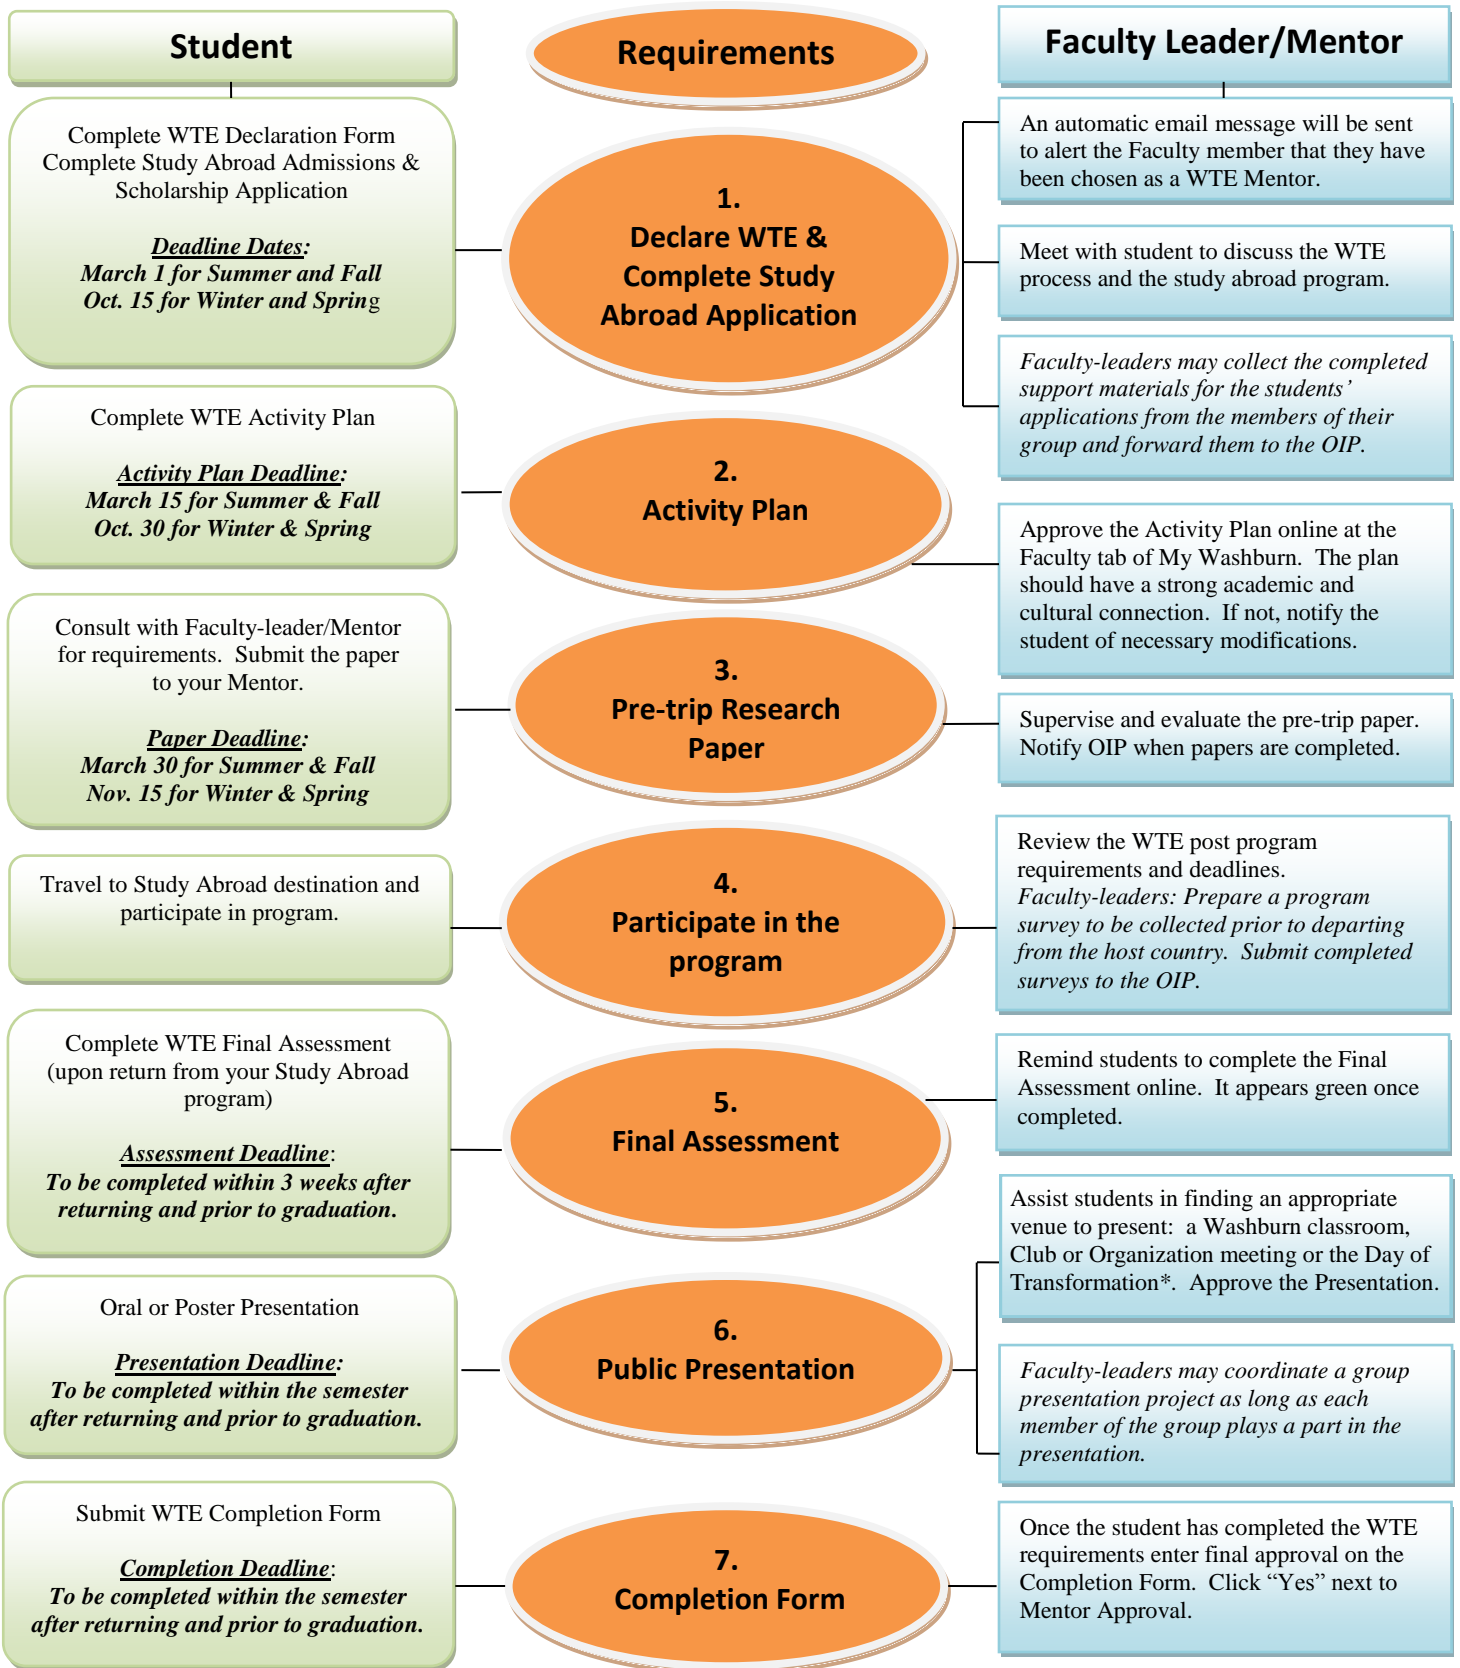 Student
Requirements
Faculty Leader/Mentor
Complete WTE Declaration Form
Complete Study Abroad Admissions &
Scholarship Application
Deadline Dates:
March 1 for Summer and Fall
Oct. 15 for Winter and Spring
1.
Declare WTE &
Complete Study
Abroad Application
An automatic email message will be sent
to alert the Faculty member that they have
been chosen as a WTE Mentor.
Meet with student to discuss the WTE
process and the study abroad program.
Faculty-leaders may collect the completed
support materials for the students’
applications from the members of their
group and forward them to the OIP.
Complete WTE Activity Plan
Activity Plan Deadline:
March 15 for Summer & Fall
Oct. 30 for Winter & Spring
2.
Activity Plan
Approve the Activity Plan online at the
Faculty tab of My Washburn.  The plan
should have a strong academic and
cultural connection.  If not, notify the
student of necessary modifications.
Consult with Faculty-leader/Mentor
for requirements.  Submit the paper
to your Mentor.
Paper Deadline:
March 30 for Summer & Fall
Nov. 15 for Winter & Spring
3.
Pre-trip Research
Paper
Supervise and evaluate the pre-trip paper.
Notify OIP when papers are completed.
Travel to Study Abroad destination and
participate in program.
4.
Participate in the
program
Review the WTE post program
requirements and deadlines.
Faculty-leaders: Prepare a program
survey to be collected prior to departing
from the host country.  Submit completed
surveys to the OIP.
Complete WTE Final Assessment
(upon return from your Study Abroad
program)
Assessment Deadline:
To be completed within 3 weeks after
returning and prior to graduation.
5.
Final Assessment
Remind students to complete the Final
Assessment online.  It appears green once
completed.
Oral or Poster Presentation
Presentation Deadline:
To be completed within the semester
after returning and prior to graduation.
6.
Public Presentation
Assist students in finding an appropriate
venue to present:  a Washburn classroom,
Club or Organization meeting or the Day of
Transformation*.  Approve the Presentation.
Faculty-leaders may coordinate a group
presentation project as long as each
member of the group plays a part in the
presentation.
Submit WTE Completion Form
Completion Deadline:
To be completed within the semester
after returning and prior to graduation.
7.
Completion Form
Once the student has completed the WTE
requirements enter final approval on the
Completion Form.  Click “Yes” next to
Mentor Approval.